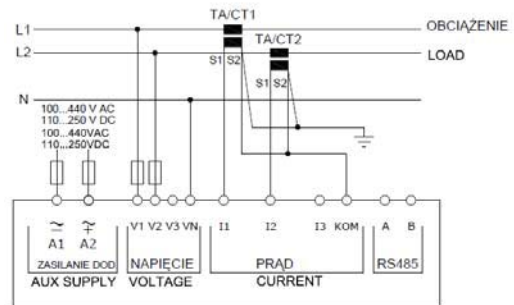 TA/CT1
L1
OBCIĄŻENIE
TA/CT2
L2
LOAD
S1 S2
S1 S2
N
100...440 V AC
110...250 V DC
100...440VAC
110...250VDC
V1 V2 V3 VN I1 I2 I3 KOM A B
A1 A2
ZASILANIE DOD NAPIĘCIE PRĄD RS485
AUX SUPPLY VOLTAGE CURRENT